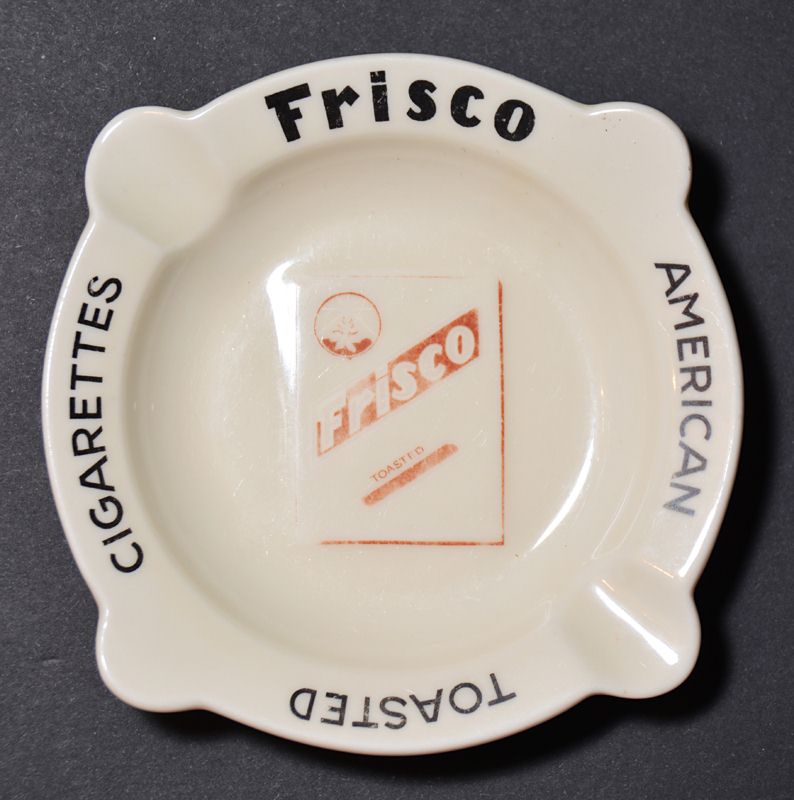 Frisco
AMERICAN
TOASTED
CIGARETTES
Frisco
TOASTED